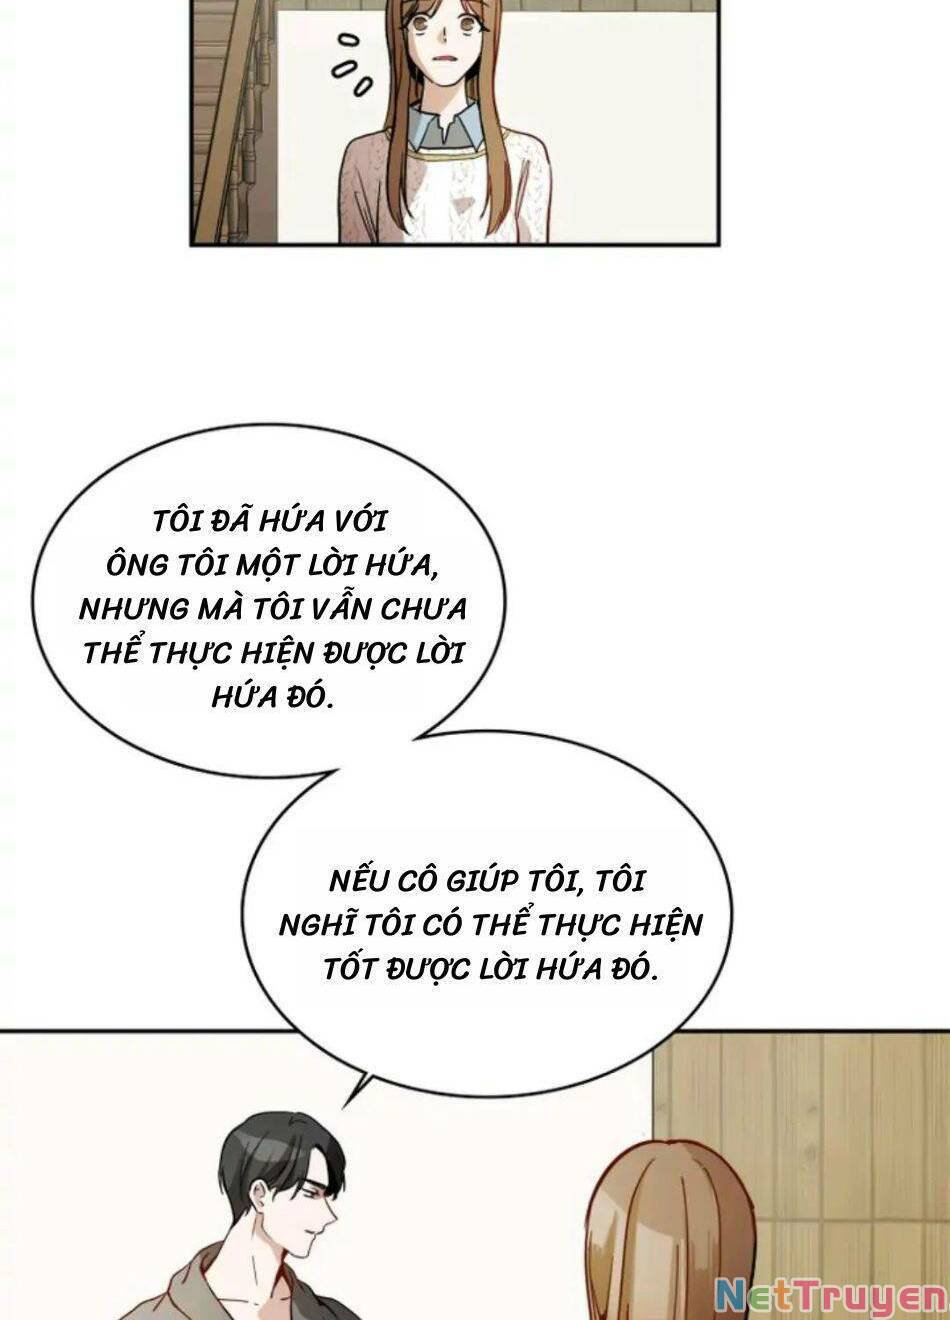 TÔI ĐÃ HỨA VỚI
ÔNG TÔI MỘT LỜI HỨA,
NHƯNG MÀ TÔI VẪN CHƯA
THỂ THỰC HIỆN ĐƯỢC LỜI
HỨA ĐÓ.
NẾU CÔ GIÚP TÔI, TÔI
NGHĨ TÔI CÓ THỂ THỰC HIỆN
TỐT ĐƯỢC LỜI HỨA ĐÓ.
NetTruyen